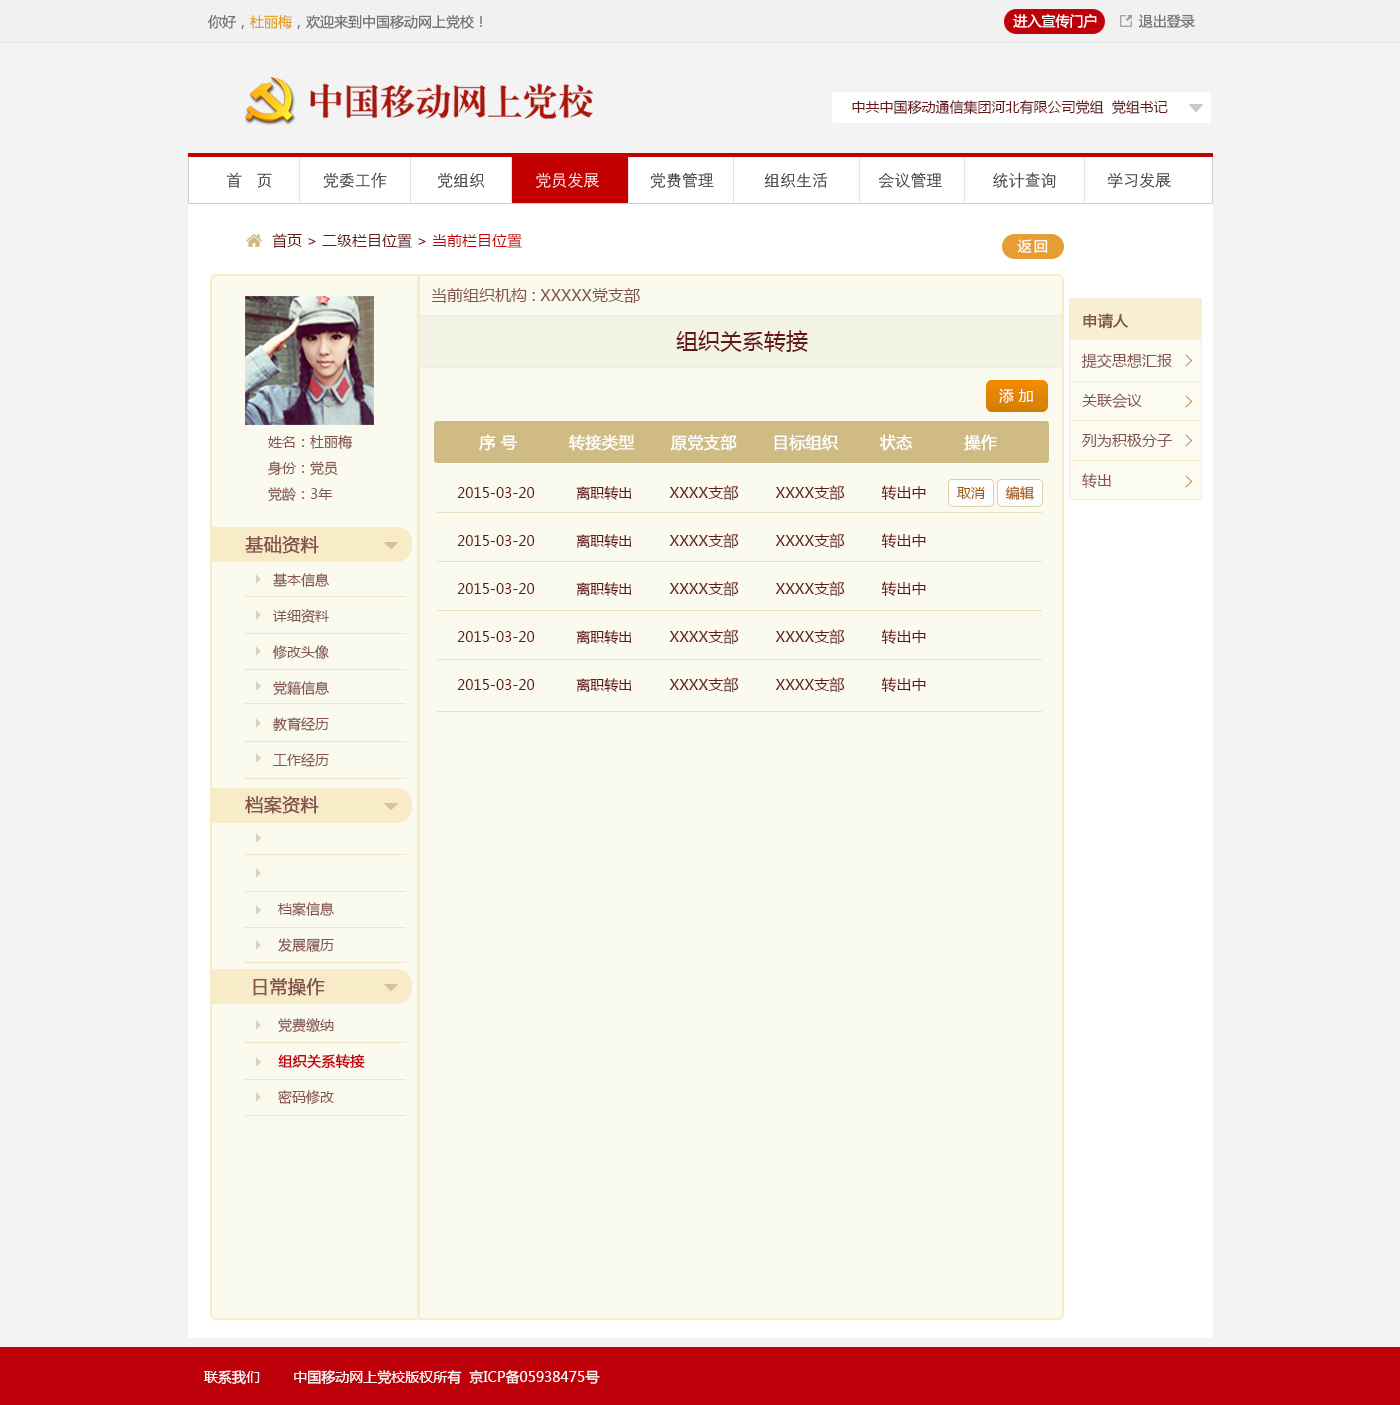 你好，杜丽梅，欢迎来到中国移动网上党校！
进入宣传门户 退出登录
中国移动网上党校
中共中国移动通信集团河北有限公司党组 党组书记
首 页 党委工作 党组织 党员发展 党费管理 组织生活 会议管理 统计查询 学习发展
首页 > 二级栏目位置 > 当前栏目位置
返回
姓名：杜丽梅
身份：党员
党龄：3年
基础资料
基本信息
详细资料
修改头像
党籍信息
教育经历
工作经历
档案资料
档案信息
发展履历
日常操作
党费缴纳
组织关系转接
密码修改
当前组织机构：XXXXX党支部
组织关系转接
添 加
序 号 转接类型 原党支部 目标组织 状态 操作
2015-03-20 离职转出 XXXX支部 XXXX支部 转出中 取消 编辑
2015-03-20 离职转出 XXXX支部 XXXX支部 转出中
2015-03-20 离职转出 XXXX支部 XXXX支部 转出中
2015-03-20 离职转出 XXXX支部 XXXX支部 转出中
2015-03-20 离职转出 XXXX支部 XXXX支部 转出中
申请人
提交思想汇报
关联会议
列为积极分子
转出
联系我们 中国移动网上党校版权所有 京ICP备05938475号